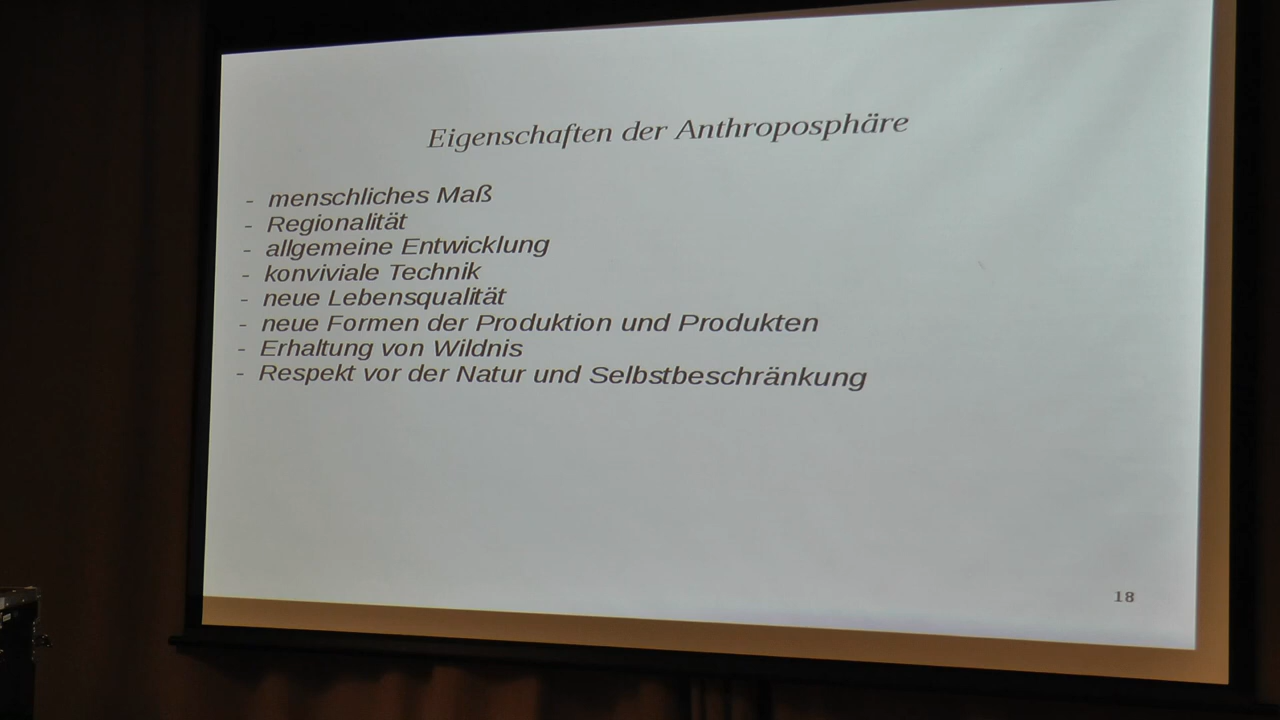 Eigenschaften der Anthroposphäre
- menschliches Maß
- Regionalität
- allgemeine Entwicklung
- konviviale Technik
- neue Lebensqualität
- neue Formen der Produktion und Produkten
- Erhaltung von Wildnis
- Respekt vor der Natur und Selbstbeschränkung
18